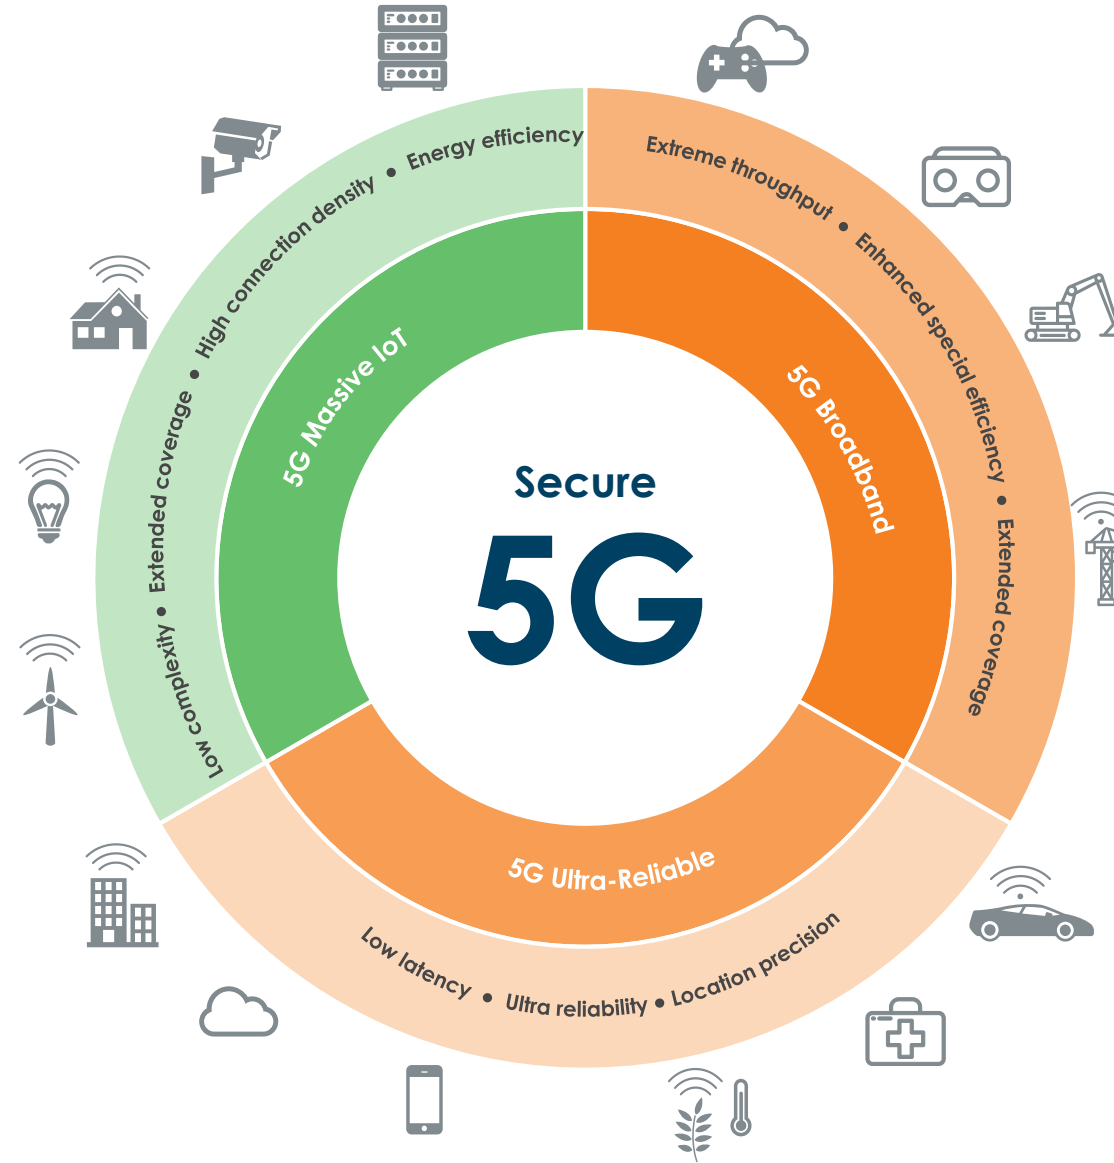 Secure
5G
5G Massive IoT
Low complexity • Extended coverage • High connection density • Energy efficiency
5G Broadband
Extreme throughput • Enhanced special efficiency • Extended coverage
5G Ultra-Reliable
Low latency • Ultra reliability • Location precision